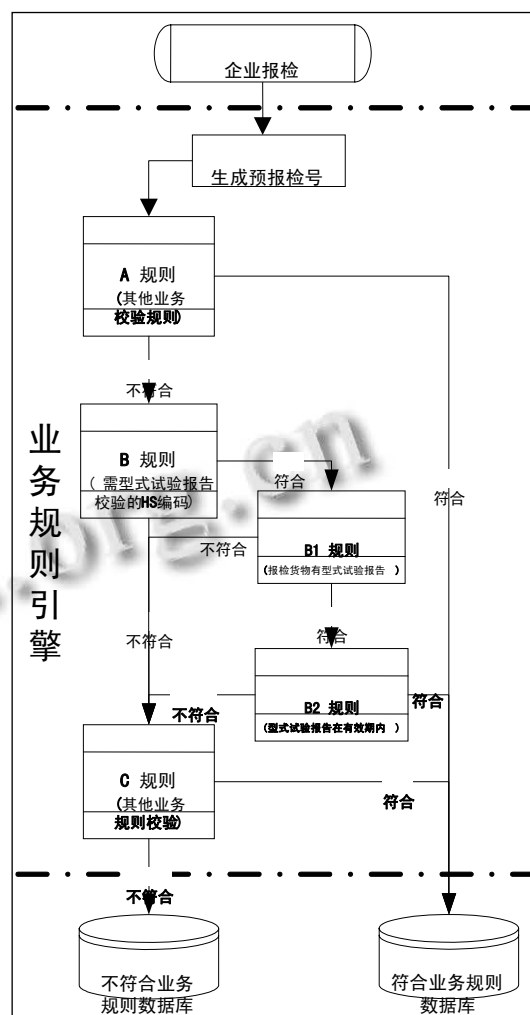 企业报检
生成预报检号
A 规则
(其他业务
校验规则)
不符合
符合
业务规则引擎
B 规则
( 需型式试验报告
校验的HS编码)
符合
不符合
B1 规则
(报检货物有型式试验报告 )
不符合
符合
B2 规则
(型式试验报告在有效期内 )
不符合
符合
C 规则
(其他业务
规则校验)
符合
不符合
不符合业务
规则数据库
符合业务规则
数据库
.org.cn